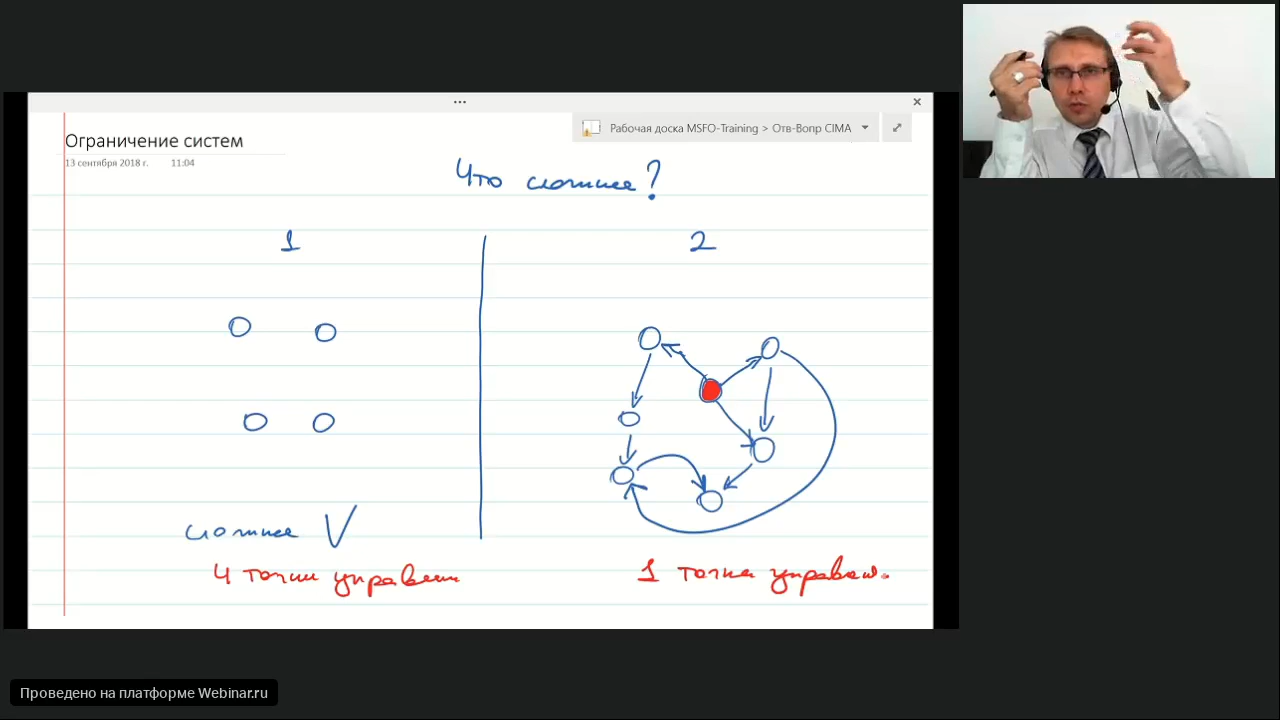 Рабочая доска MSFO-Training > Отв-Вопр CIMA
Ограничение систем
13 сентября 2018 г. 11:04
Что сложнее?
1
2
сложнее V
4 точки управлен
1 точка управлен.
Проведено на платформе Webinar.ru